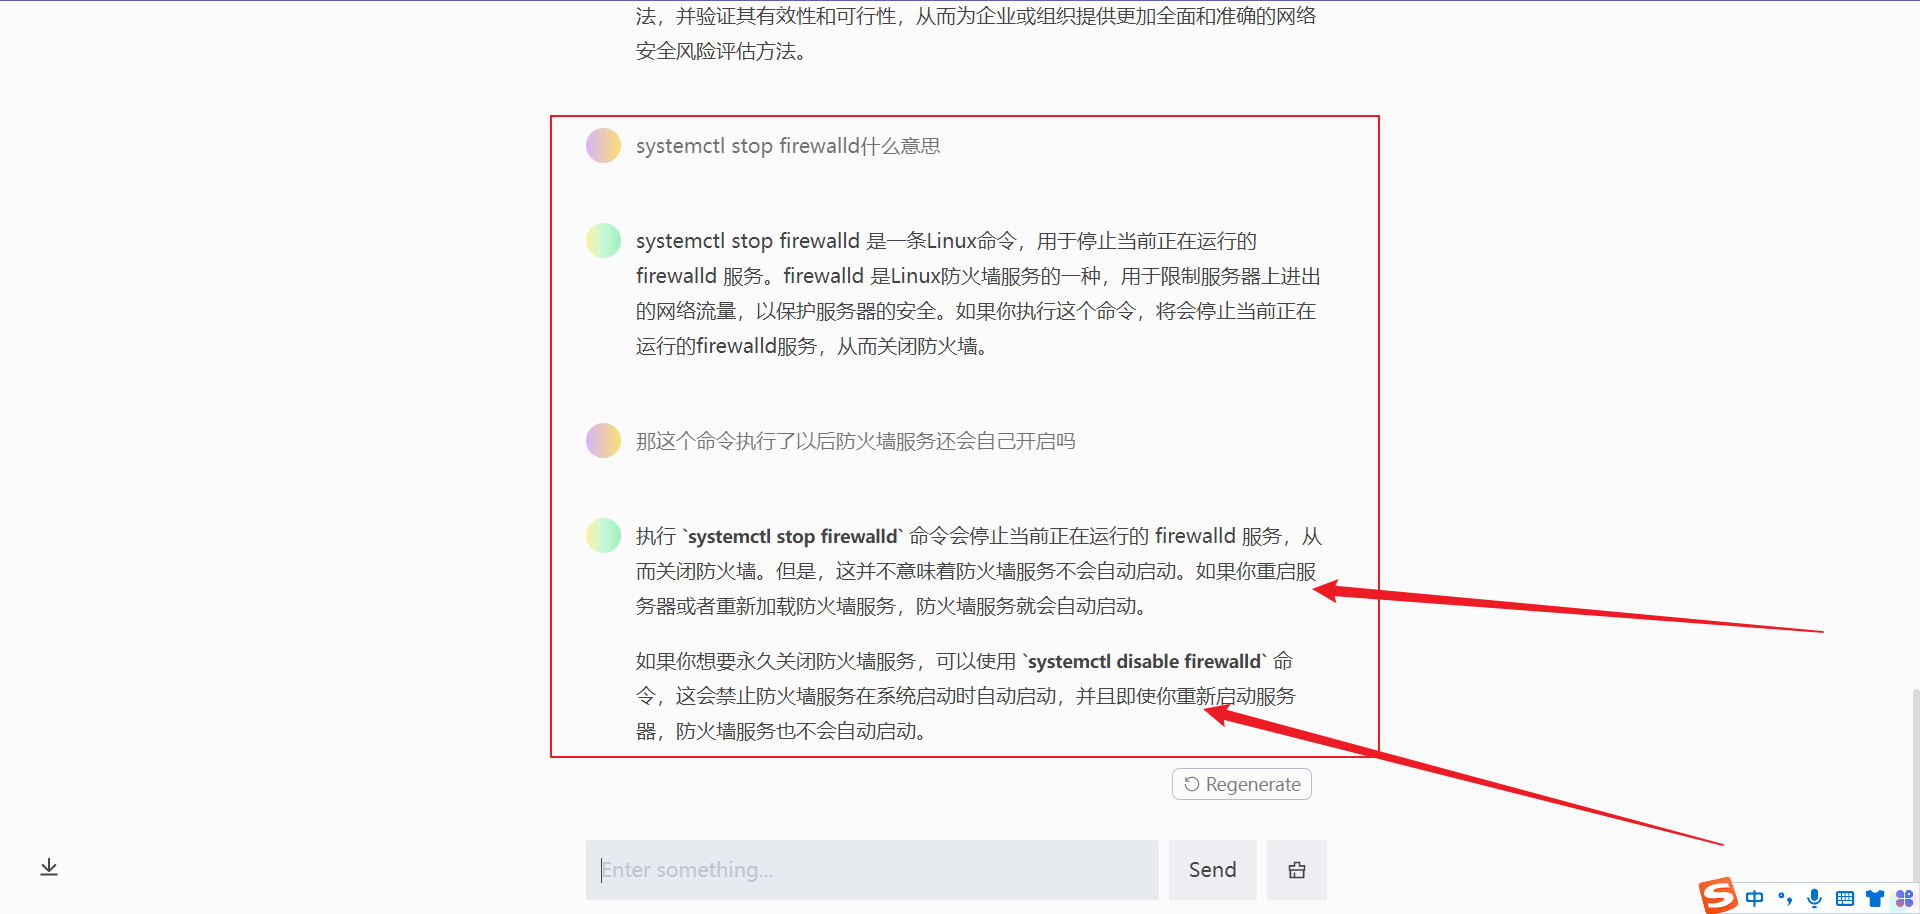 法，并验证其有效性和可行性，从而为企业或组织提供更加全面和准确的网络
安全风险评估方法。
systemctl stop firewalld什么意思
systemctl stop firewalld 是一条Linux命令，用于停止当前正在运行的
firewalld 服务。firewalld 是Linux防火墙服务的一种，用于限制服务器上进出
的网络流量，以保护服务器的安全。如果你执行这个命令，将会停止当前正在
运行的firewalld服务，从而关闭防火墙。
那这个命令执行了以后防火墙服务还会自己开启吗
执行 `systemctl stop firewalld` 命令会停止当前正在运行的 firewalld 服务，从
而关闭防火墙。但是，这并不意味着防火墙服务不会自动启动。如果你重启服
务器或者重新加载防火墙服务，防火墙服务就会自动启动。
如果你想要永久关闭防火墙服务，可以使用 `systemctl disable firewalld` 命
令，这会禁止防火墙服务在系统启动时自动启动，并且即使你重新启动服务
器，防火墙服务也不会自动启动。
Regenerate
Enter something...
Send
S 中